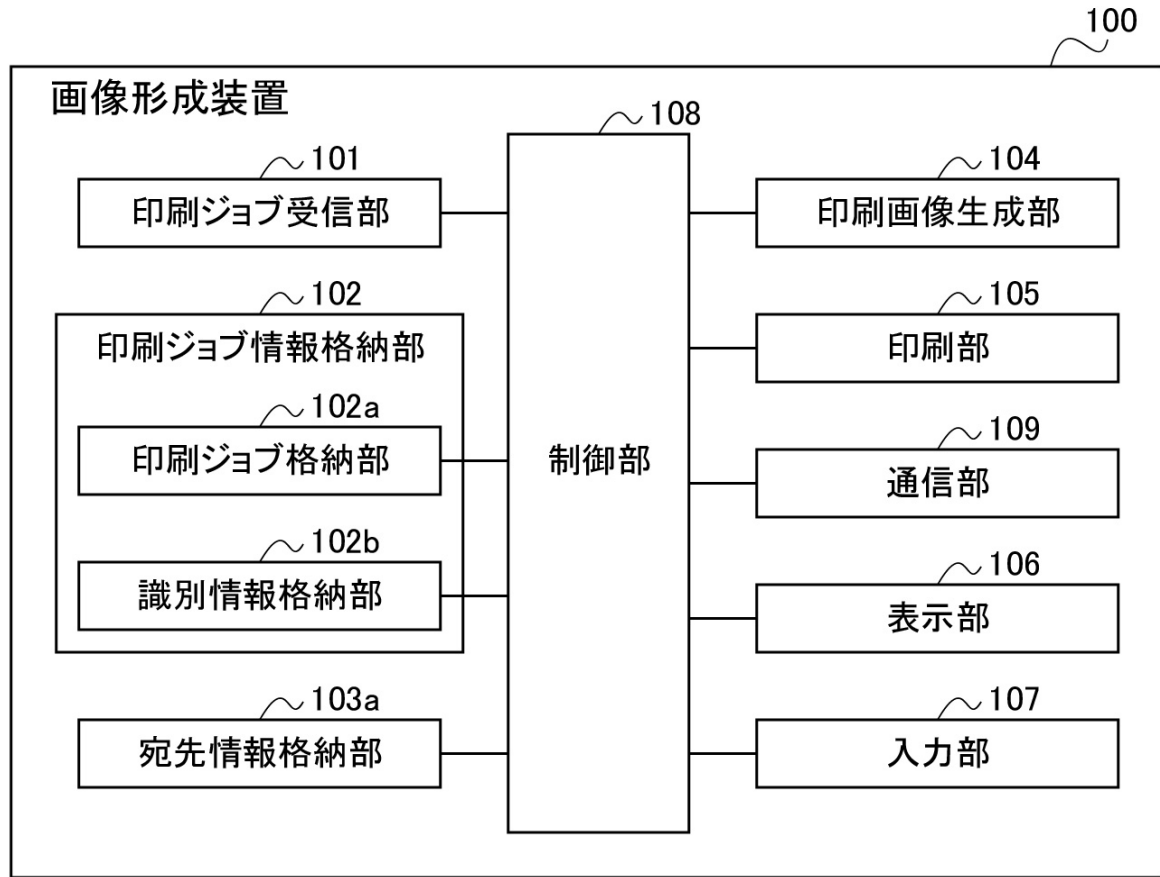 100
画像形成装置
108
101
印刷ジョブ受信部
102
印刷ジョブ情報格納部
102a
印刷ジョブ格納部
102b
識別情報格納部
103a
宛先情報格納部
制御部
104
印刷画像生成部
105
印刷部
109
通信部
106
表示部
107
入力部